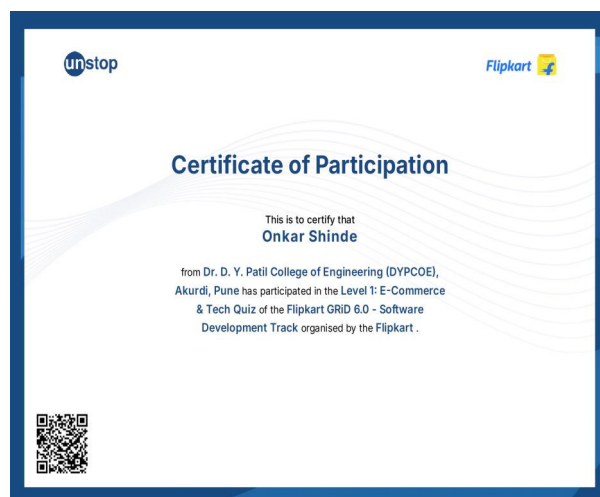 unstop
Flipkart
Certificate of Participation
This is to certify that
Onkar Shinde
from Dr. D. Y. Patil College of Engineering (DYPCOE),
Akurdi, Pune has participated in the Level 1: E-Commerce
& Tech Quiz of the Flipkart GRiD 6.0 - Software
Development Track organised by the Flipkart .